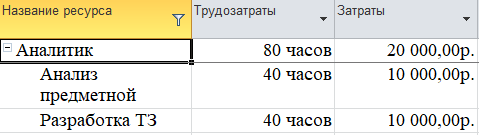 Название ресурса Трудозатраты Затраты
Аналитик 80 часов 20 000,00р.
Анализ 40 часов 10 000,00р.
предметной
Разработка ТЗ 40 часов 10 000,00р.